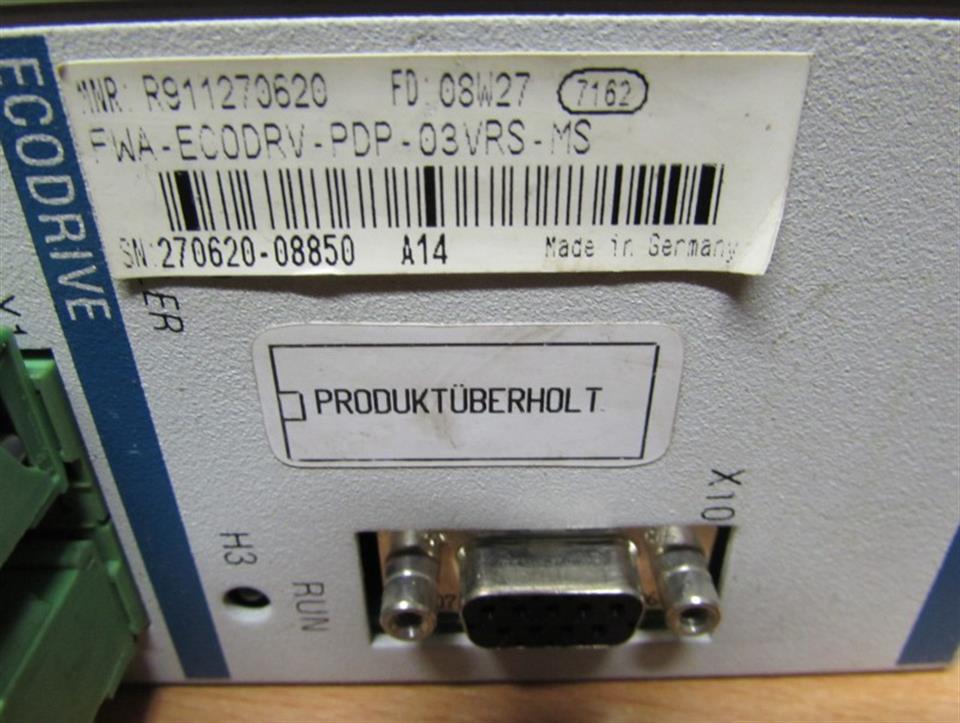 MNR: R911270620 FD: 08W27 7162
FWA-ECODRV-PDP-03VRS-MS
SN:270620-08850 A14 Made in Germany
ECODRIVE
PRODUKTÜBERHOLT
X10
H3
RUN